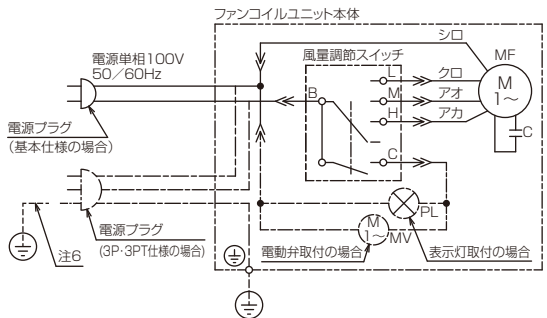 ファンコイルユニット本体
電源単相100V
50/60Hz
シロ
MF
風量調節スイッチ
L
クロ
M
アオ
H
アカ
B
C
M
1~
C
電源プラグ
(基本仕様の場合)
電源プラグ
(3P・3PT仕様の場合)
注6
PL
M
1~
MV
電動弁取付の場合
表示灯取付の場合